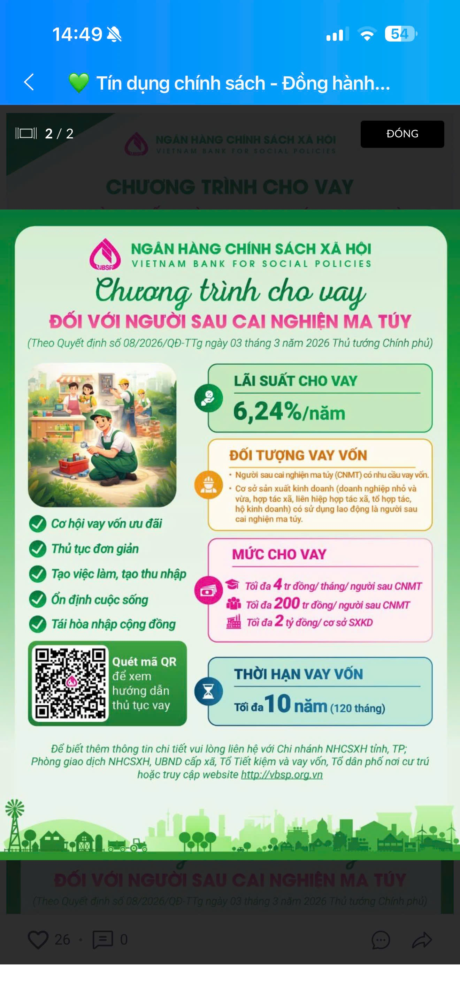 14:49
54
💚 Tín dụng chính sách - Đồng hành...
2 / 2
ĐÓNG
NGÂN HÀNG CHÍNH SÁCH XÃ HỘI
VIETNAM BANK FOR SOCIAL POLICIES
CHƯƠNG TRÌNH CHO VAY
VBSP
NGÂN HÀNG CHÍNH SÁCH XÃ HỘI
VIETNAM BANK FOR SOCIAL POLICIES
Chương trình cho vay
ĐỐI VỚI NGƯỜI SAU CAI NGHIỆN MA TÚY
(Theo Quyết định số 08/2026/QĐ-TTg ngày 03 tháng 3 năm 2026 Thủ tướng Chính phủ)
LÃI SUẤT CHO VAY
6,24%/năm
ĐỐI TƯỢNG VAY VỐN
• Người sau cai nghiện ma túy (CNMT) có nhu cầu vay vốn.
• Cơ sở sản xuất kinh doanh (doanh nghiệp nhỏ và
vừa, hợp tác xã, liên hiệp hợp tác xã, tổ hợp tác,
hộ kinh doanh) có sử dụng lao động là người sau
cai nghiện ma túy.
Cơ hội vay vốn ưu đãi
Thủ tục đơn giản
Tạo việc làm, tạo thu nhập
Ổn định cuộc sống
Tái hòa nhập cộng đồng
MỨC CHO VAY
Tối đa 4 tr đồng/ tháng/ người sau CNMT
Tối đa 200 tr đồng/ người sau CNMT
Tối đa 2 tỷ đồng/ cơ sở SXKD
Quét mã QR
để xem
hướng dẫn
thủ tục vay
THỜI HẠN VAY VỐN
Tối đa 10 năm (120 tháng)
Để biết thêm thông tin chi tiết vui lòng liên hệ với Chi nhánh NHCSXH tỉnh, TP;
Phòng giao dịch NHCSXH, UBND cấp xã, Tổ Tiết kiệm và vay vốn, Tổ dân phố nơi cư trú
hoặc truy cập website http://vbsp.org.vn
ĐỐI VỚI NGƯỜI SAU CAI NGHIỆN MA TÚY
(Theo Quyết định số 08/2026/QĐ-TTg ngày 03 tháng 3 năm 2026 Thủ tướng Chính phủ)
26
0